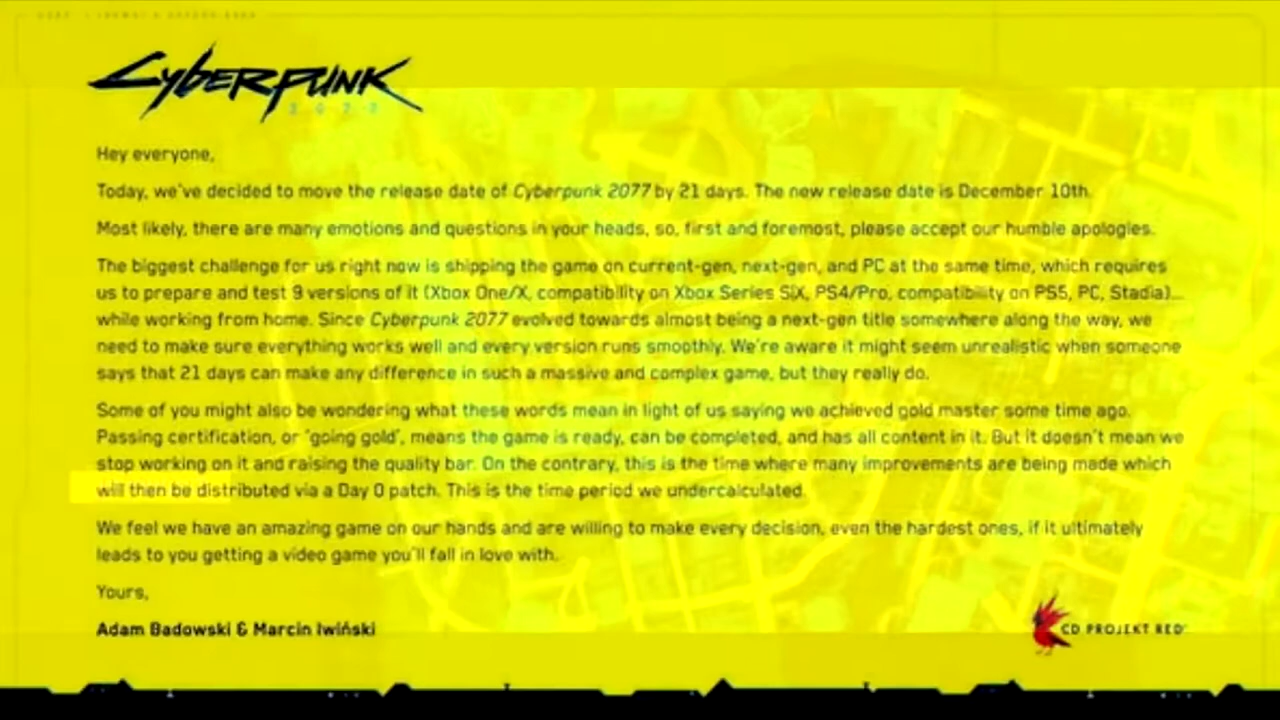 Cyberpunk
2077
Hey everyone,
Today, we've decided to move the release date of Cyberpunk 2077 by 21 days. The new release date is December 10th.
Most likely, there are many emotions and questions in your heads, so, first and foremost, please accept our humble apologies.
The biggest challenge for us right now is shipping the game on current-gen, next-gen, and PC at the same time, which requires
us to prepare and test 9 versions of it (Xbox One/X, compatibility on Xbox Series S|X, PS4/Pro, compatibility on PS5, PC, Stadia)...
while working from home. Since Cyberpunk 2077 evolved towards almost being a next-gen title somewhere along the way, we
need to make sure everything works well and every version runs smoothly. We're aware it might seem unrealistic when someone
says that 21 days can make any difference in such a massive and complex game, but they really do.
Some of you might also be wondering what these words mean in light of us saying we achieved gold master some time ago.
Passing certification, or 'going gold', means the game is ready, can be completed, and has all content in it. But it doesn't mean we
stop working on it and raising the quality bar. On the contrary, this is the time where many improvements are being made which
will then be distributed via a Day 0 patch. This is the time period we undercalculated.
We feel we have an amazing game on our hands and are willing to make every decision, even the hardest ones, if it ultimately
leads to you getting a video game you'll fall in love with.
Yours,
Adam Badowski & Marcin Iwiński
CD PROJEKT RED